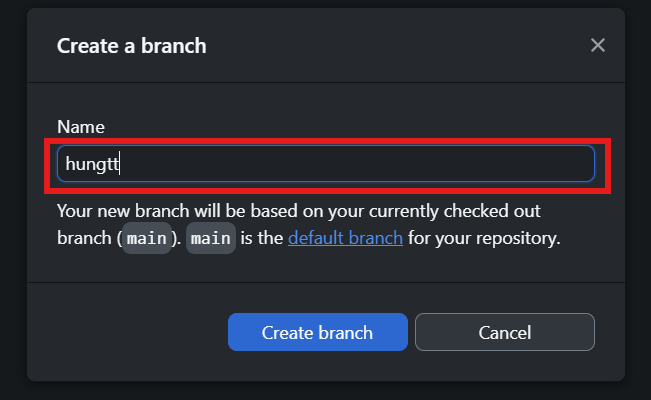 Create a branch
Name
hungtt
Your new branch will be based on your currently checked out
branch (main). main is the default branch for your repository.
Create branch
Cancel